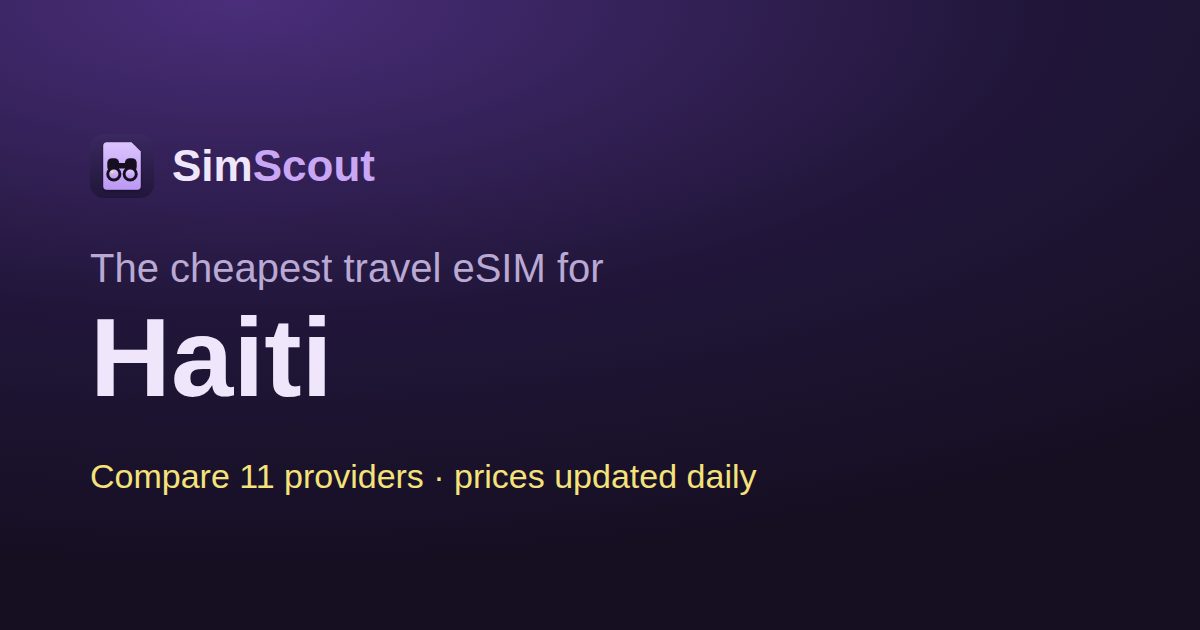 SimScout
The cheapest travel eSIM for
Haiti
Compare 11 providers · prices updated daily